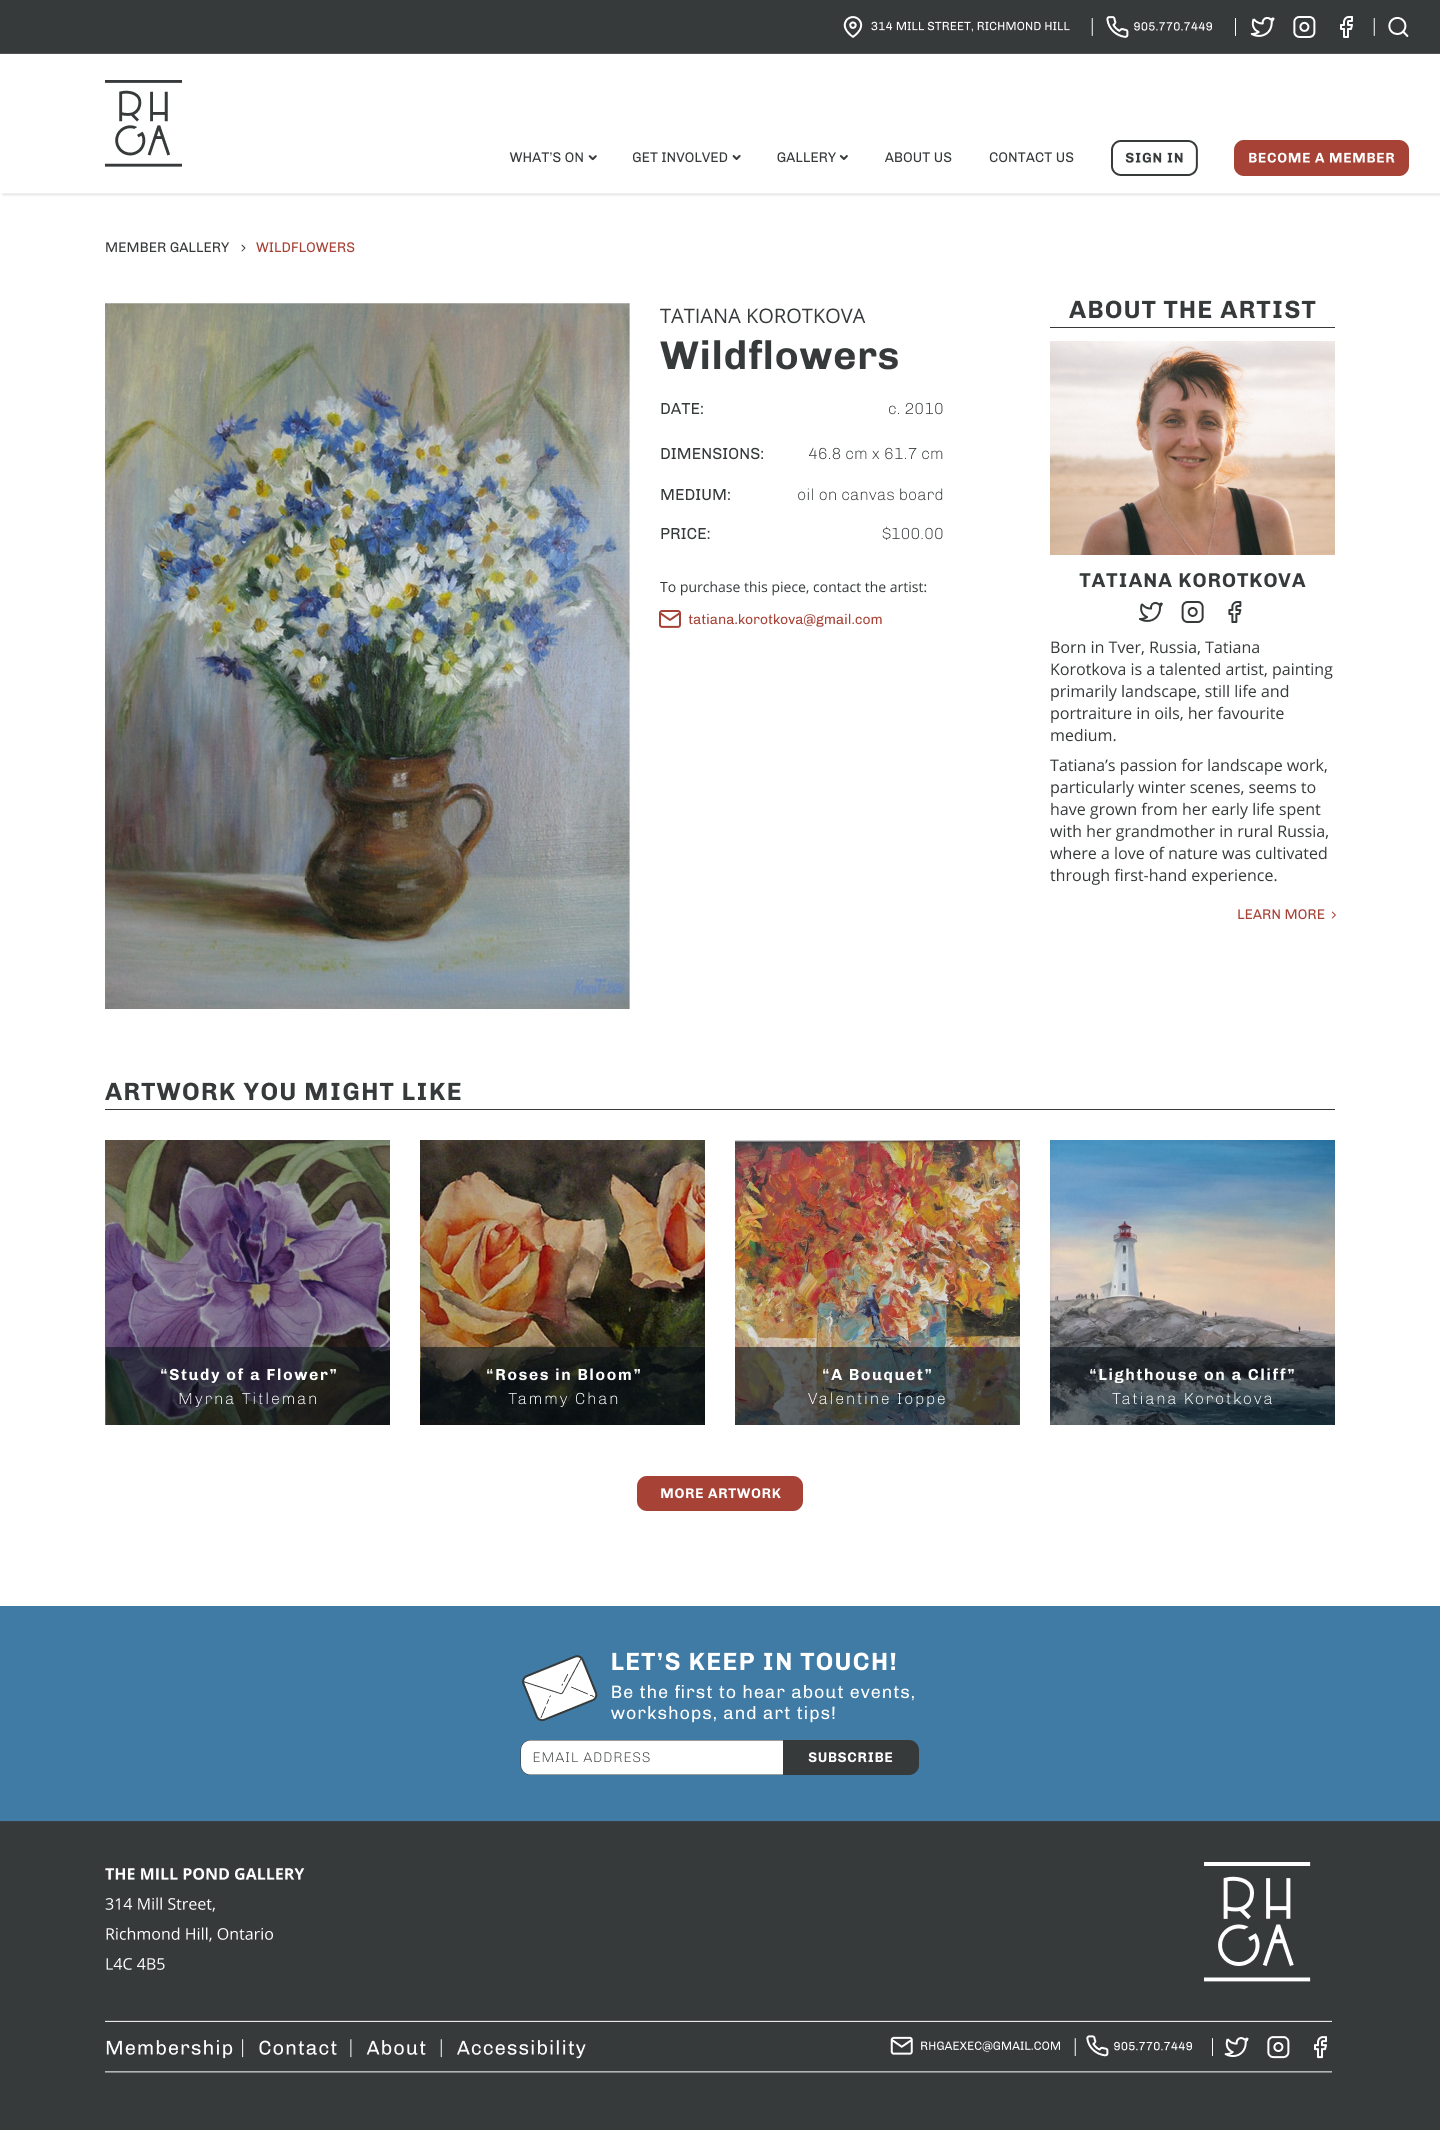 314 MILL STREET, RICHMOND HILL
905.770.7449
RH
GA
WHAT'S ON
GET INVOLVED
GALLERY
ABOUT US
CONTACT US
SIGN IN
BECOME A MEMBER
MEMBER GALLERY > WILDFLOWERS
TATIANA KOROTKOVA
Wildflowers
DATE: c. 2010
DIMENSIONS: 46.8 cm x 61.7 cm
MEDIUM: oil on canvas board
PRICE: $100.00
To purchase this piece, contact the artist:
tatiana.korotkova@gmail.com
ABOUT THE ARTIST
TATIANA KOROTKOVA
Born in Tver, Russia, Tatiana
Korotkova is a talented artist, painting
primarily landscape, still life and
portraiture in oils, her favourite
medium.
Tatiana’s passion for landscape work,
particularly winter scenes, seems to
have grown from her early life spent
with her grandmother in rural Russia,
where a love of nature was cultivated
through first-hand experience.
LEARN MORE >
ARTWORK YOU MIGHT LIKE
“Study of a Flower”
Myrna Titleman
“Roses in Bloom”
Tammy Chan
“A Bouquet”
Valentine Ioppe
“Lighthouse on a Cliff”
Tatiana Korotkova
MORE ARTWORK
LET’S KEEP IN TOUCH!
Be the first to hear about events,
workshops, and art tips!
EMAIL ADDRESS
SUBSCRIBE
THE MILL POND GALLERY
314 Mill Street,
Richmond Hill, Ontario
L4C 4B5
RH
GA
Membership | Contact | About | Accessibility
RHGAEXEC@GMAIL.COM | 905.770.7449